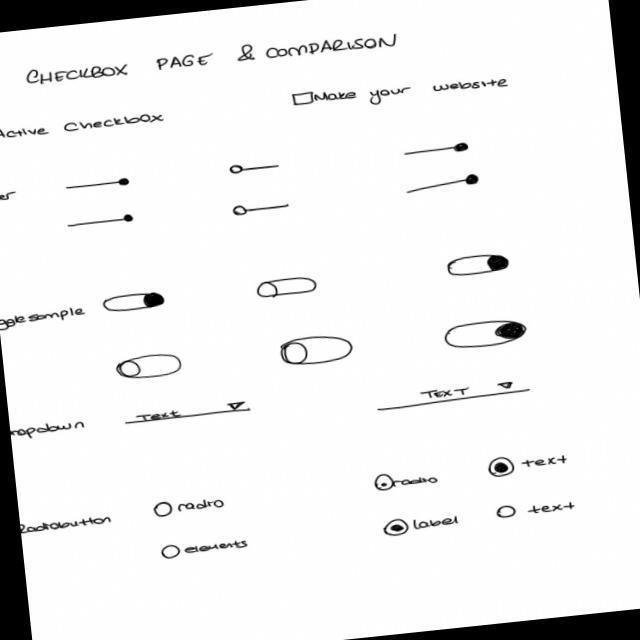 CHECKBOX PAGE & COMPARISON
Active Checkbox
Make your website
er
ggle sample
Text
TEXT
opdown
radio
text
Radiobutton
radio
label
text
elements